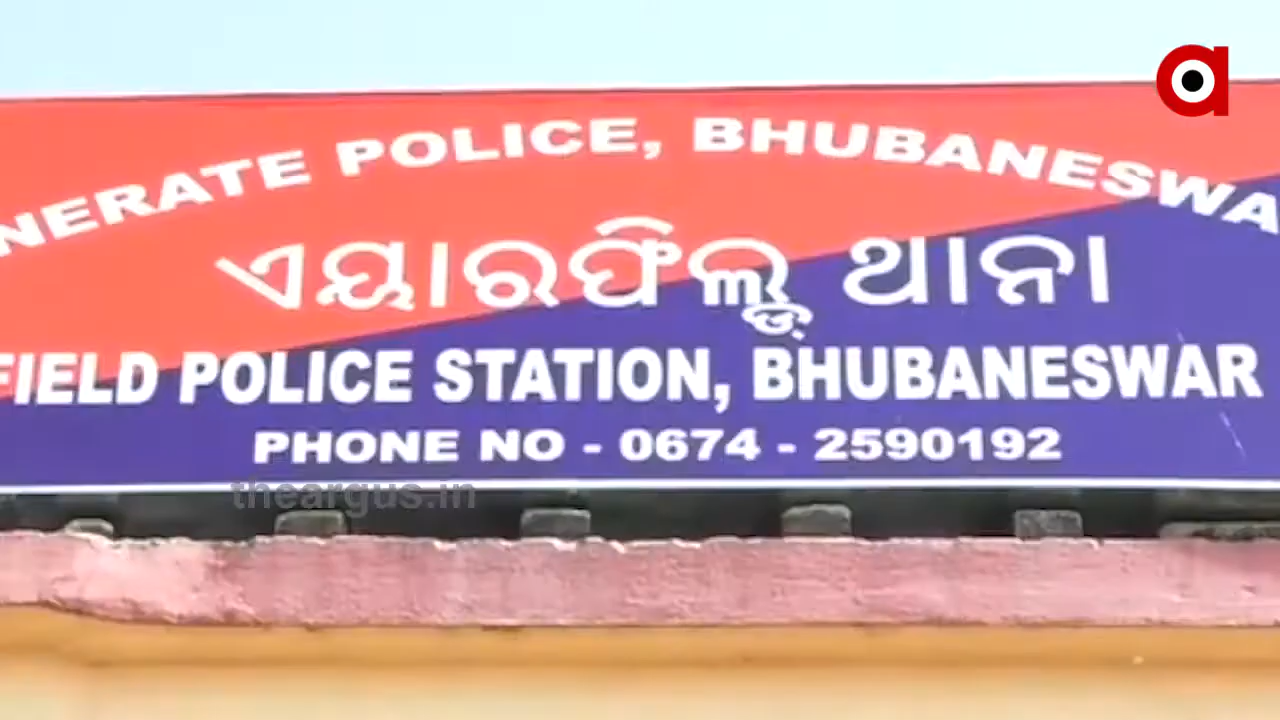 NERATE POLICE, BHUBANESWA
ଏୟାରଫିଲ୍ଡ ଥାନା
FIELD POLICE STATION, BHUBANESWAR
PHONE NO - 0674 - 2590192
theargus.in